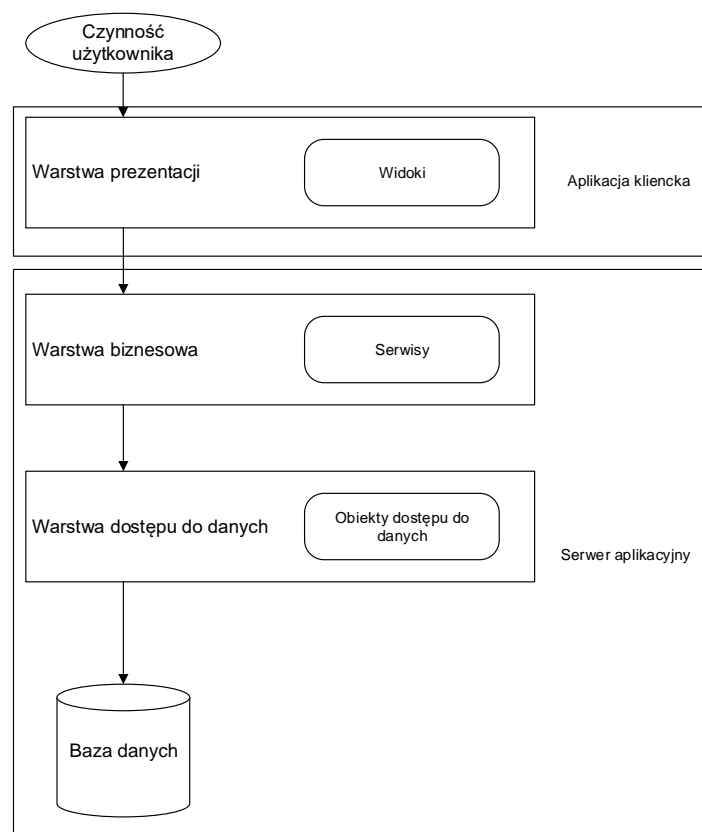 Czynność
użytkownika
Warstwa prezentacji
Widoki
Aplikacja kliencka
Warstwa biznesowa
Serwisy
Warstwa dostępu do danych
Obiekty dostępu do
danych
Serwer aplikacyjny
Baza danych